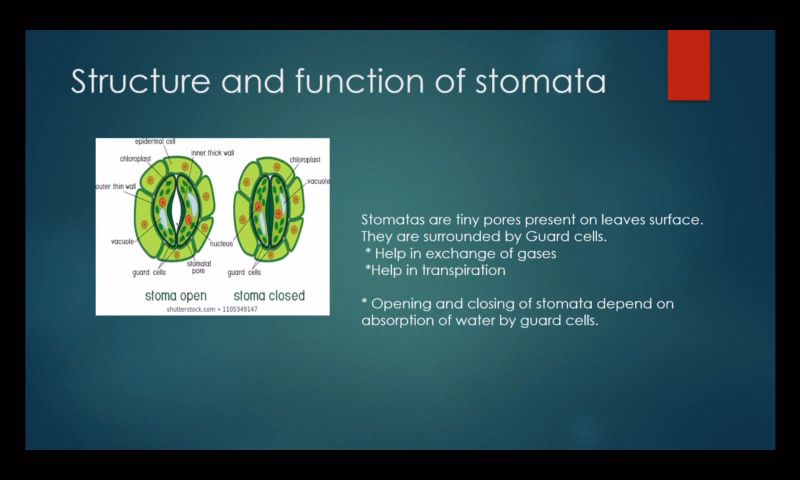 Structure and function of stomata
epidermal cell
inner thick wall
chloroplast
chloroplast
outer thin wall
vacuole
vacuole
nucleus
stomatal
pore
guard cells
guard cells
stoma open
stoma closed
shutterstock.com • 1105349147
Stomatas are tiny pores present on leaves surface.
They are surrounded by Guard cells.
* Help in exchange of gases
*Help in transpiration
* Opening and closing of stomata depend on
absorption of water by guard cells.